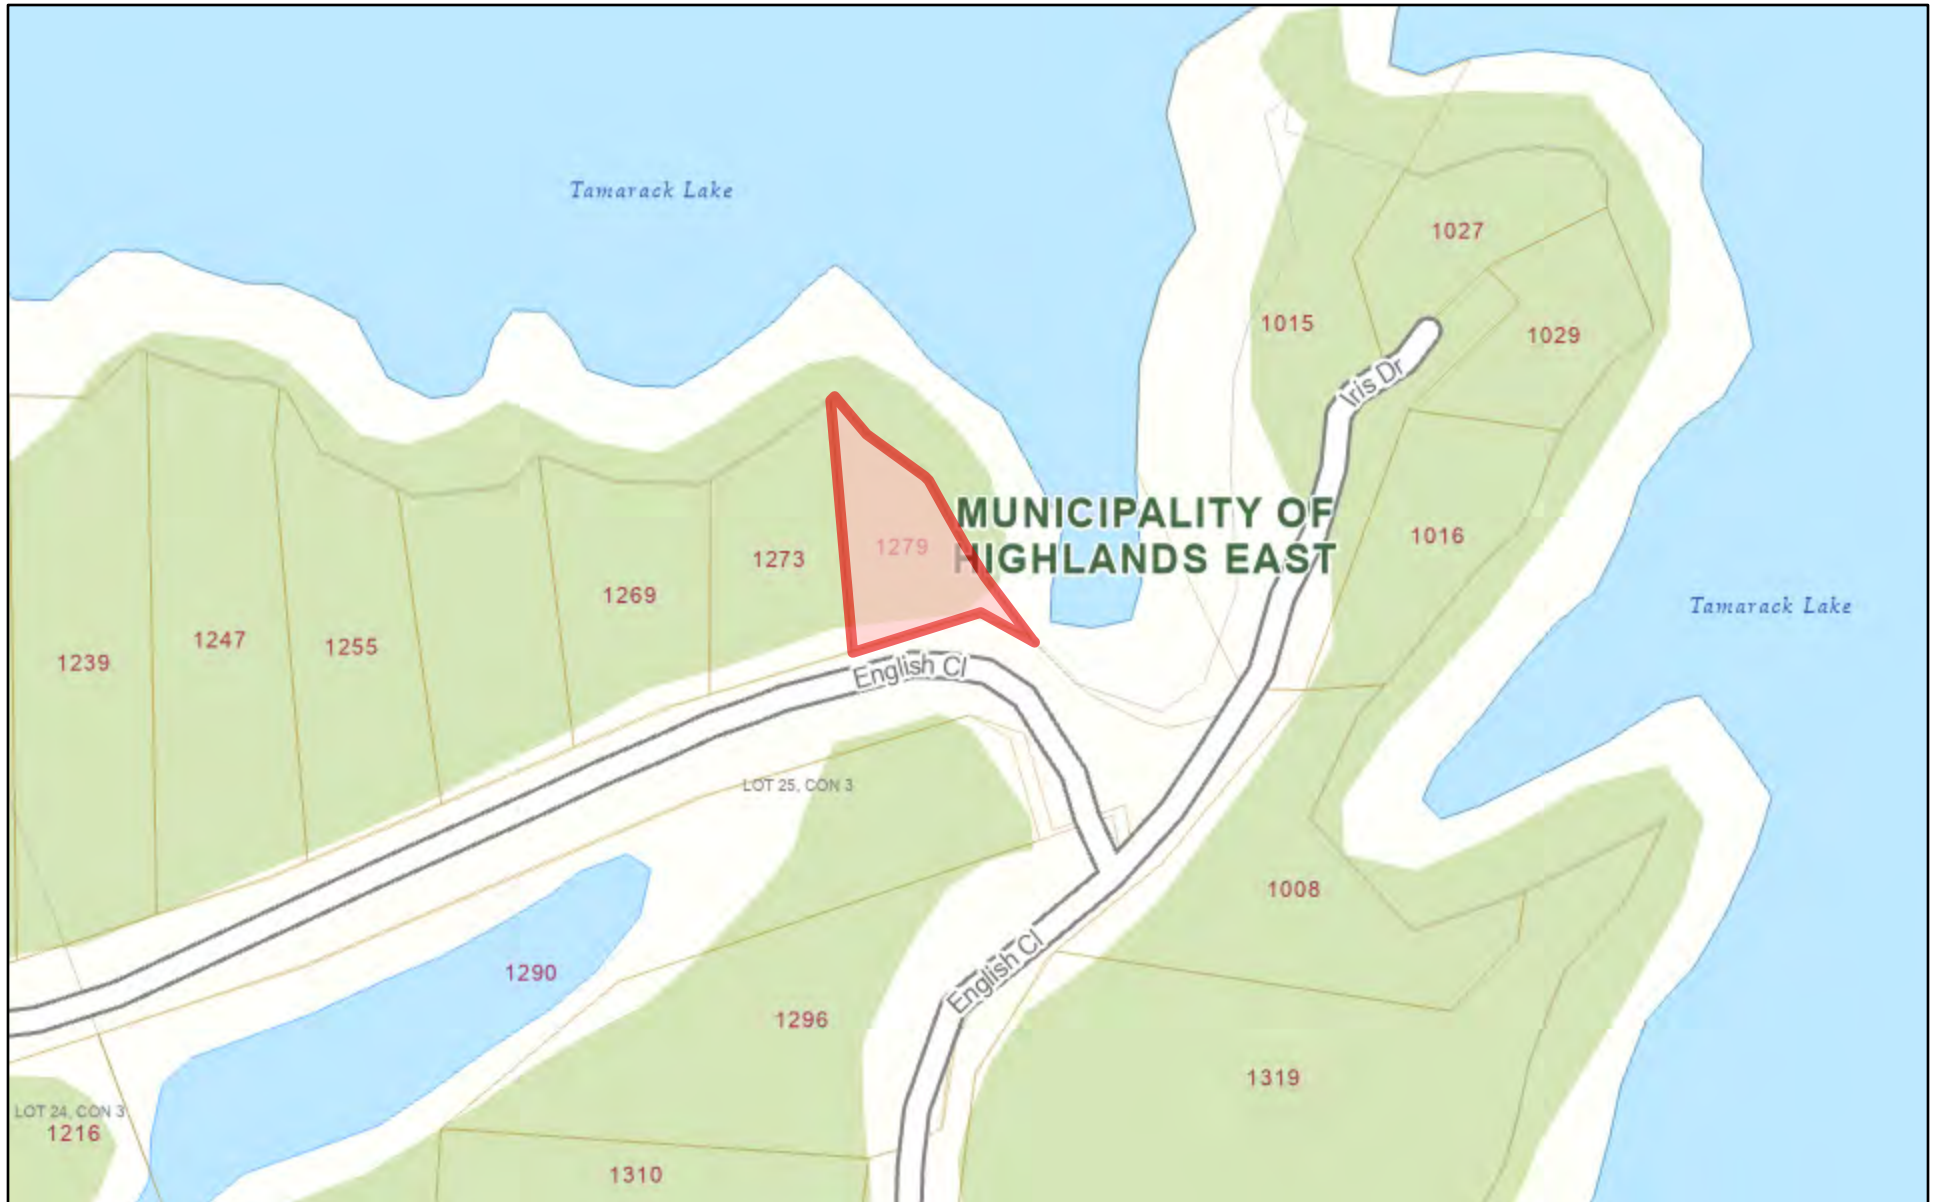 Tamarack Lake
1027
1015
1029
Iris Dr
MUNICIPALITY OF
HIGHLANDS EAST
1016
1279
1273
1269
Tamarack Lake
1247
1255
1239
English Cl
LOT 25, CON 3
1008
1290
English Cl
1296
1319
LOT 24, CON 3
1216
1310